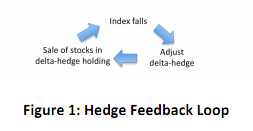 Index falls
Sale of stocks in
delta-hedge holding
Adjust
delta-hedge
Figure 1: Hedge Feedback Loop